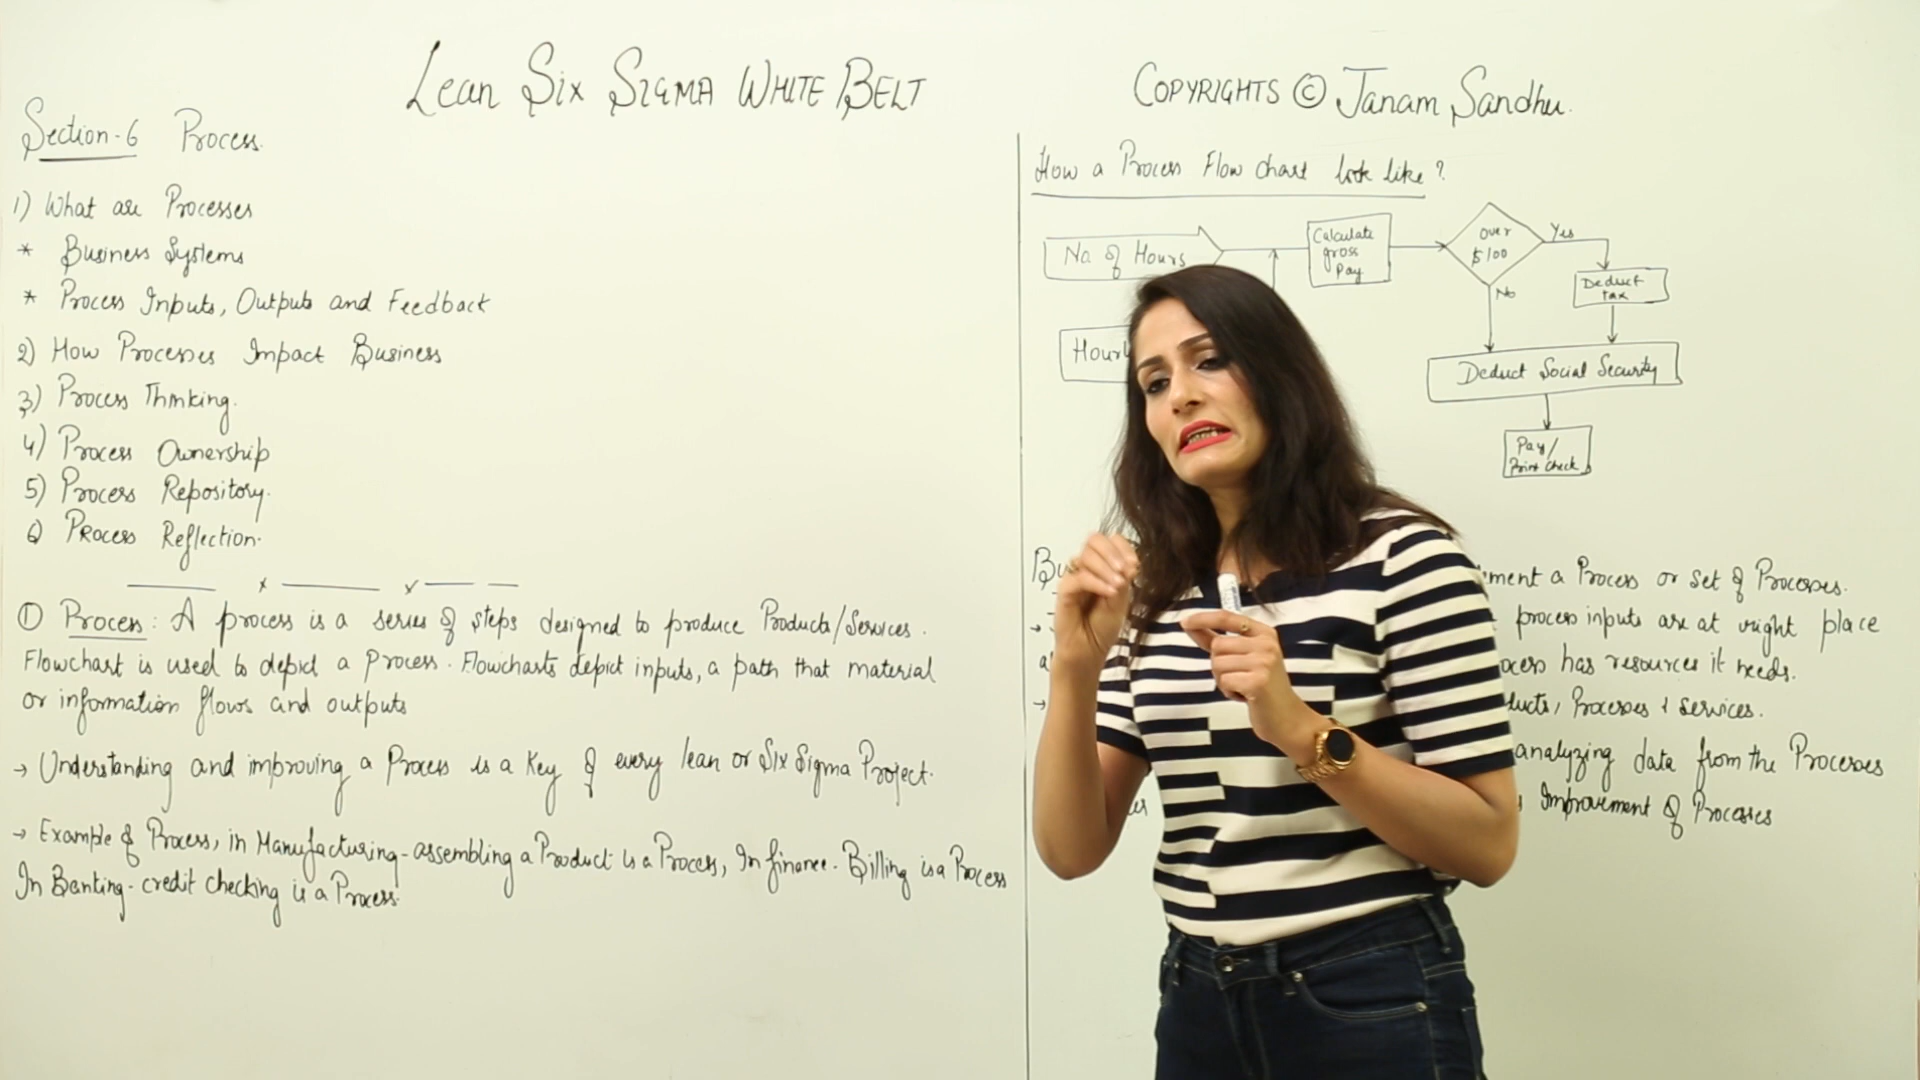 Lean Six Sigma White Belt
Copyrights © Janam Sandhu.
Section-6 Process.
1) What are Processes
* Business Systems
* Process Inputs, Outputs and Feedback
2) How Processes Impact Business
3) Process Thinking.
4) Process Ownership
5) Process Repository.
6) Process Reflection.
① Process: A process is a series of steps designed to produce Products/Services.
Flowchart is used to depict a Process. Flowcharts depict inputs, a path that material
or information flows and outputs
→ Understanding and improving a Process is a Key of every lean or Six Sigma Project.
→ Example of Process, in Manufacturing - assembling a Product is a Process, In finance - Billing is a Process
In Banking - credit checking is a Process.
How a Process Flow chart look like?
No of Hours
Calculate
gross
Pay
over
$100
Yes
No
Deduct
tax
Deduct Social Security
Pay/
Print check
a Process or set of Processes.
process inputs are at right place
has resources it needs.
Processes & services.
analyzing data from the Processes
Improvement of Processes